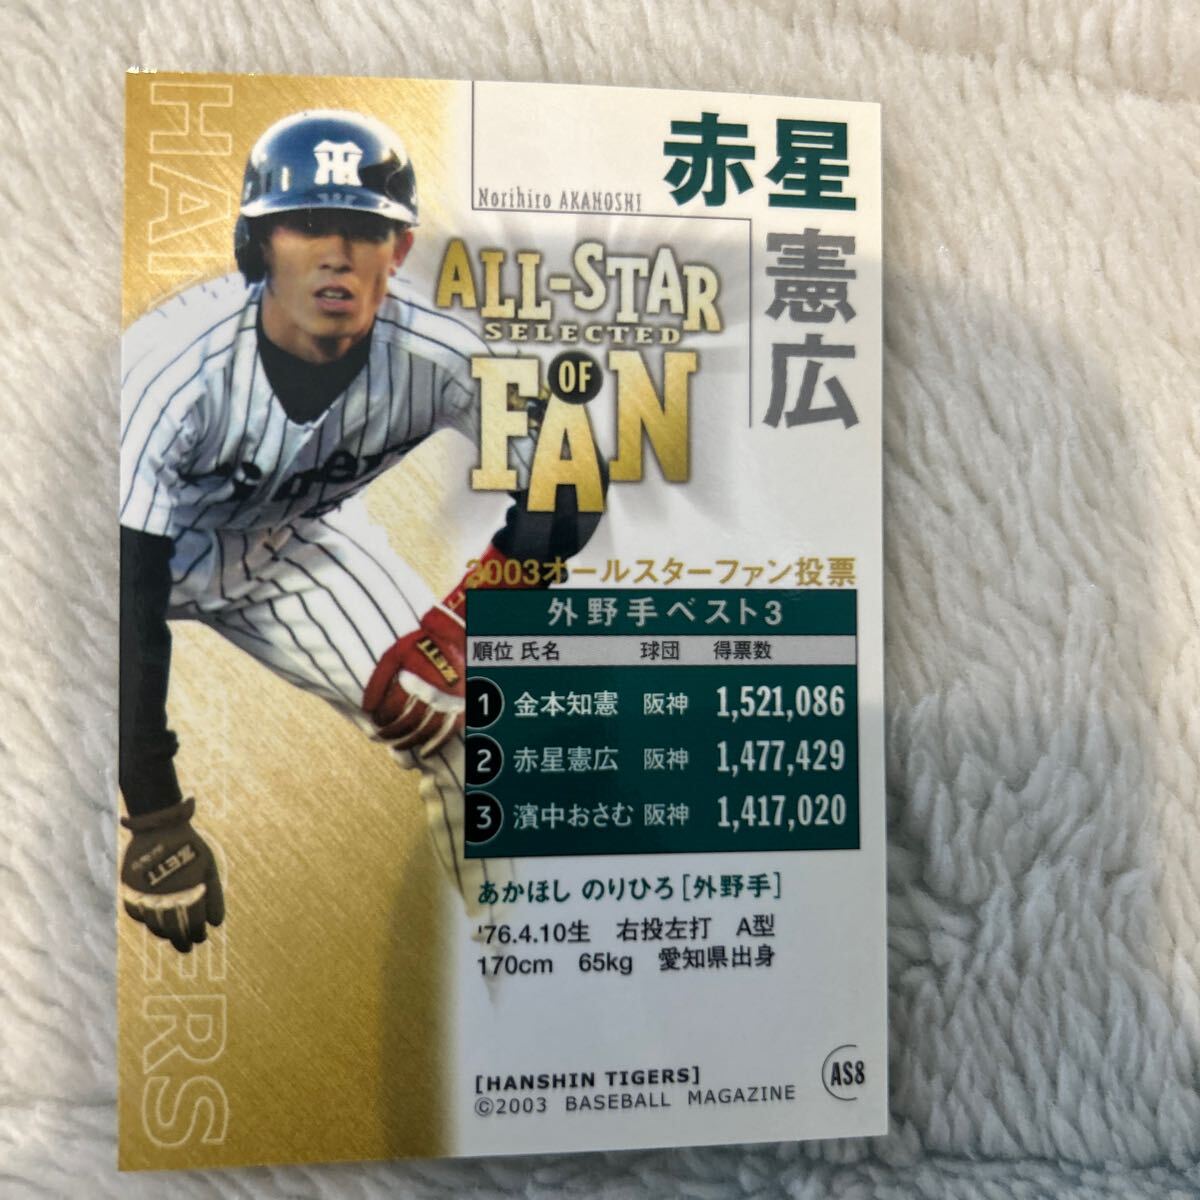 HANSHIN TIGERS
赤星
憲広
Norihiro AKAHOSHI
ALL-STAR
SELECTED
OF
FAN
2003オールスターファン投票
外野手ベスト3
順位 氏名 球団 得票数
1 金本知憲 阪神 1,521,086
2 赤星憲広 阪神 1,477,429
3 濱中おさむ 阪神 1,417,020
あかほし のりひろ[外野手]
'76.4.10生 右投左打 A型
170cm 65kg 愛知県出身
[HANSHIN TIGERS]
©2003 BASEBALL MAGAZINE
AS8
ZETT
ZETT